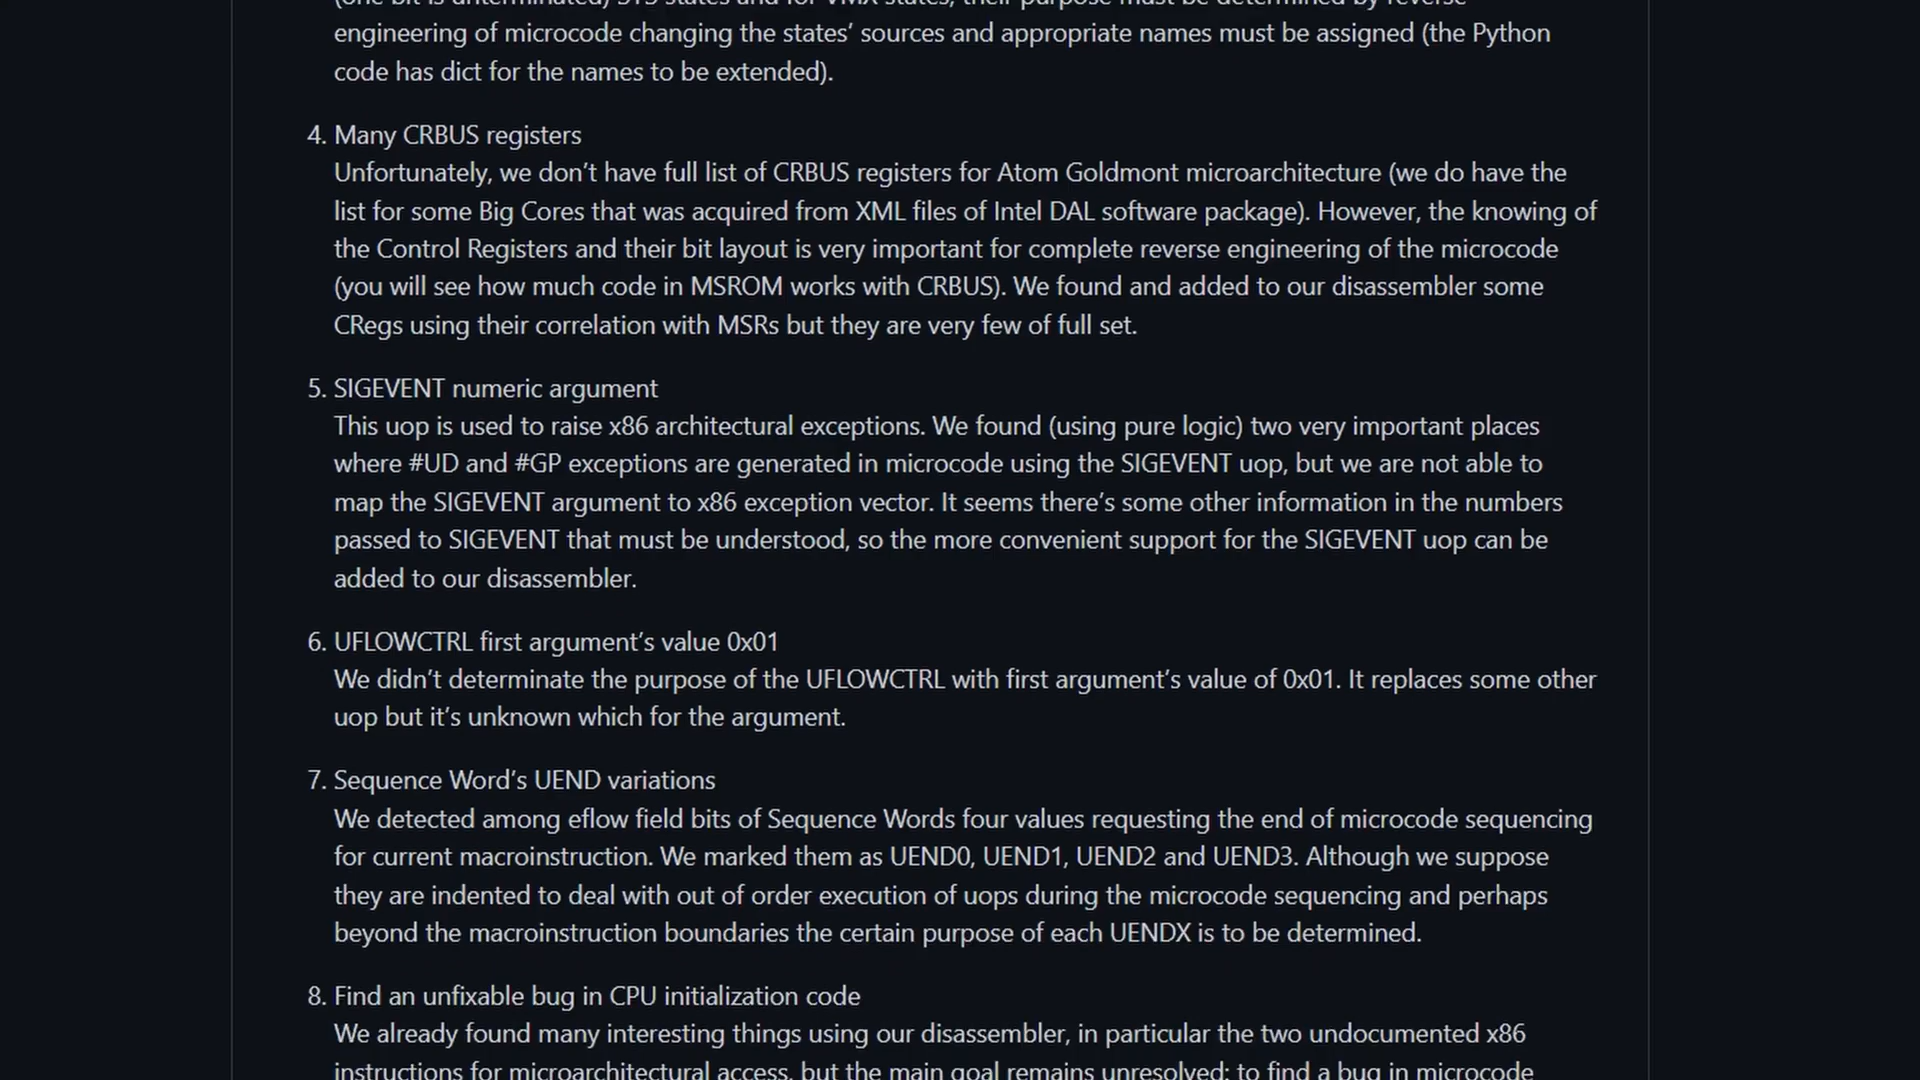 (one bit is unterminated) STS states and for VMX states, their purpose must be determined by reverse
engineering of microcode changing the states’ sources and appropriate names must be assigned (the Python
code has dict for the names to be extended).
4. Many CRBUS registers
Unfortunately, we don’t have full list of CRBUS registers for Atom Goldmont microarchitecture (we do have the
list for some Big Cores that was acquired from XML files of Intel DAL software package). However, the knowing of
the Control Registers and their bit layout is very important for complete reverse engineering of the microcode
(you will see how much code in MSROM works with CRBUS). We found and added to our disassembler some
CRegs using their correlation with MSRs but they are very few of full set.
5. SIGEVENT numeric argument
This uop is used to raise x86 architectural exceptions. We found (using pure logic) two very important places
where #UD and #GP exceptions are generated in microcode using the SIGEVENT uop, but we are not able to
map the SIGEVENT argument to x86 exception vector. It seems there’s some other information in the numbers
passed to SIGEVENT that must be understood, so the more convenient support for the SIGEVENT uop can be
added to our disassembler.
6. UFLOWCTRL first argument’s value 0x01
We didn’t determinate the purpose of the UFLOWCTRL with first argument’s value of 0x01. It replaces some other
uop but it’s unknown which for the argument.
7. Sequence Word’s UEND variations
We detected among eflow field bits of Sequence Words four values requesting the end of microcode sequencing
for current macroinstruction. We marked them as UEND0, UEND1, UEND2 and UEND3. Although we suppose
they are indented to deal with out of order execution of uops during the microcode sequencing and perhaps
beyond the macroinstruction boundaries the certain purpose of each UENDX is to be determined.
8. Find an unfixable bug in CPU initialization code
We already found many interesting things using our disassembler, in particular the two undocumented x86
instructions for microarchitectural access, but the main goal remains unresolved: to find a bug in microcode